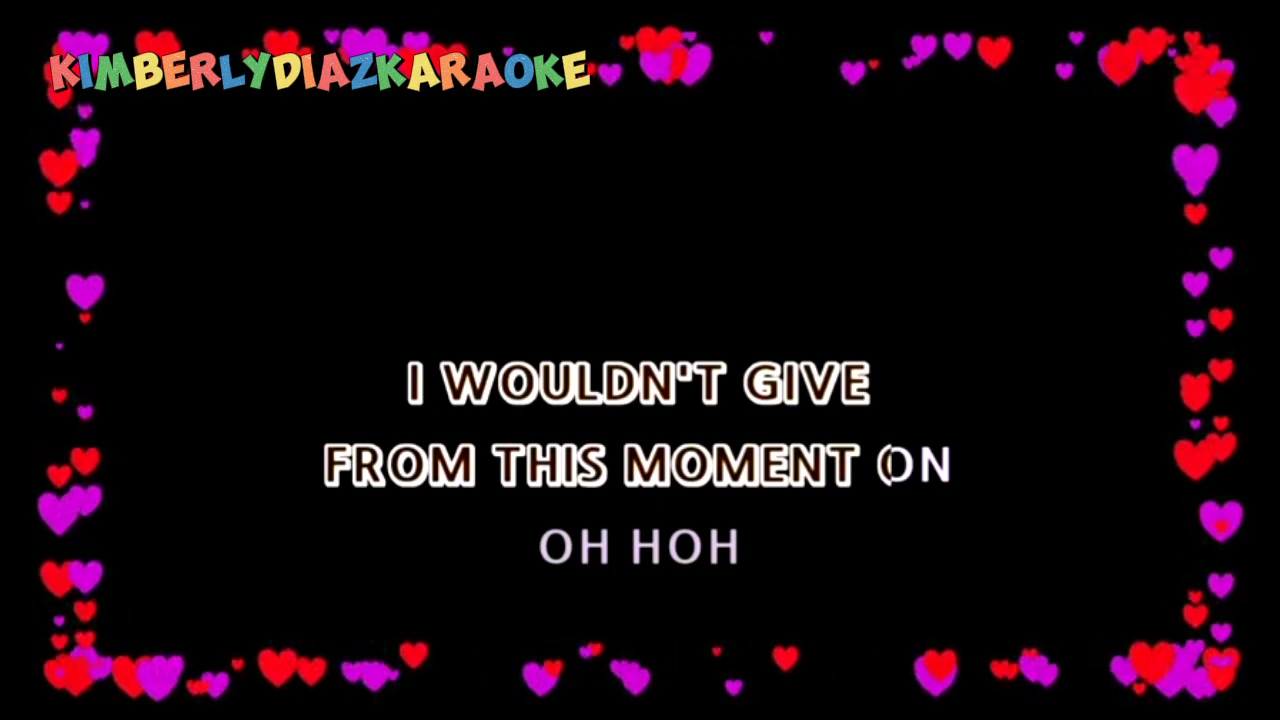 KIMBERLYDIAZKARAOKE
I WOULDN'T GIVE
FROM THIS MOMENT ON
OH HOH